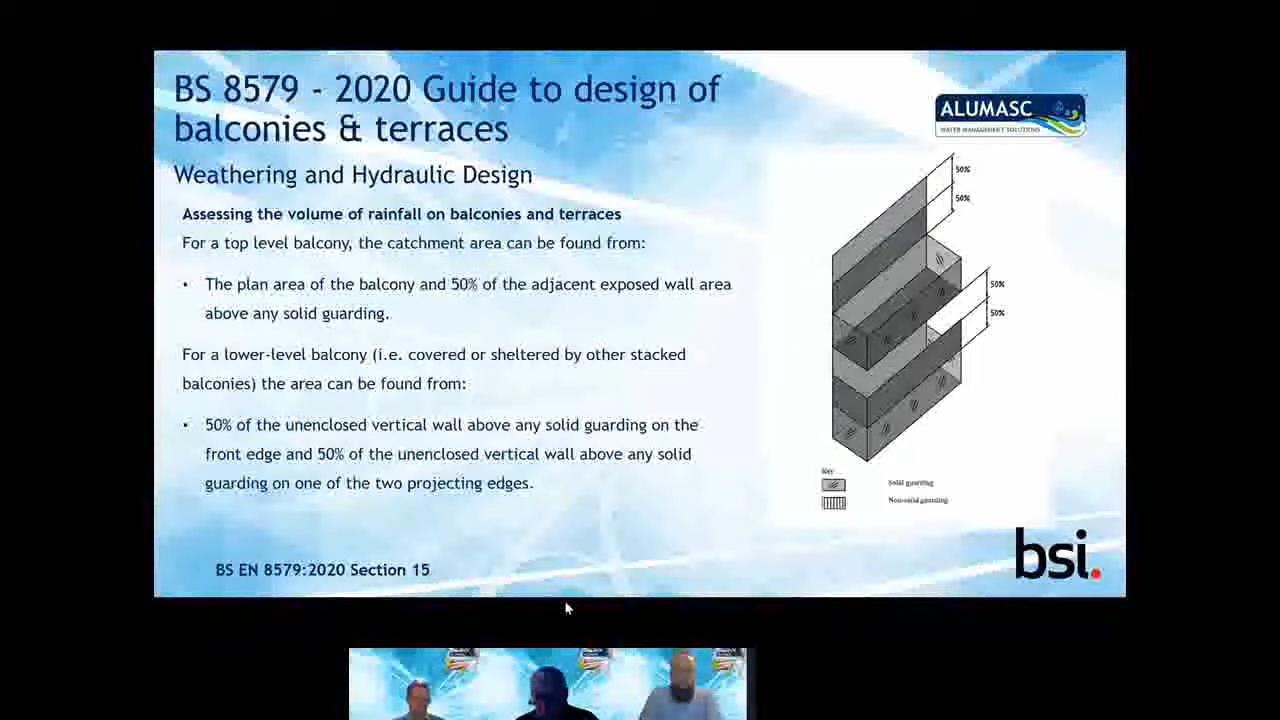 BS 8579 - 2020 Guide to design of
balconies & terraces
Weathering and Hydraulic Design
Assessing the volume of rainfall on balconies and terraces
For a top level balcony, the catchment area can be found from:
• The plan area of the balcony and 50% of the adjacent exposed wall area
above any solid guarding.
For a lower-level balcony (i.e. covered or sheltered by other stacked
balconies) the area can be found from:
• 50% of the unenclosed vertical wall above any solid guarding on the
front edge and 50% of the unenclosed vertical wall above any solid
guarding on one of the two projecting edges.
BS EN 8579:2020 Section 15
ALUMASC
WATER MANAGEMENT SOLUTIONS
50%
50%
50%
50%
Key
Solid guarding
Non-solid guarding
bsi.